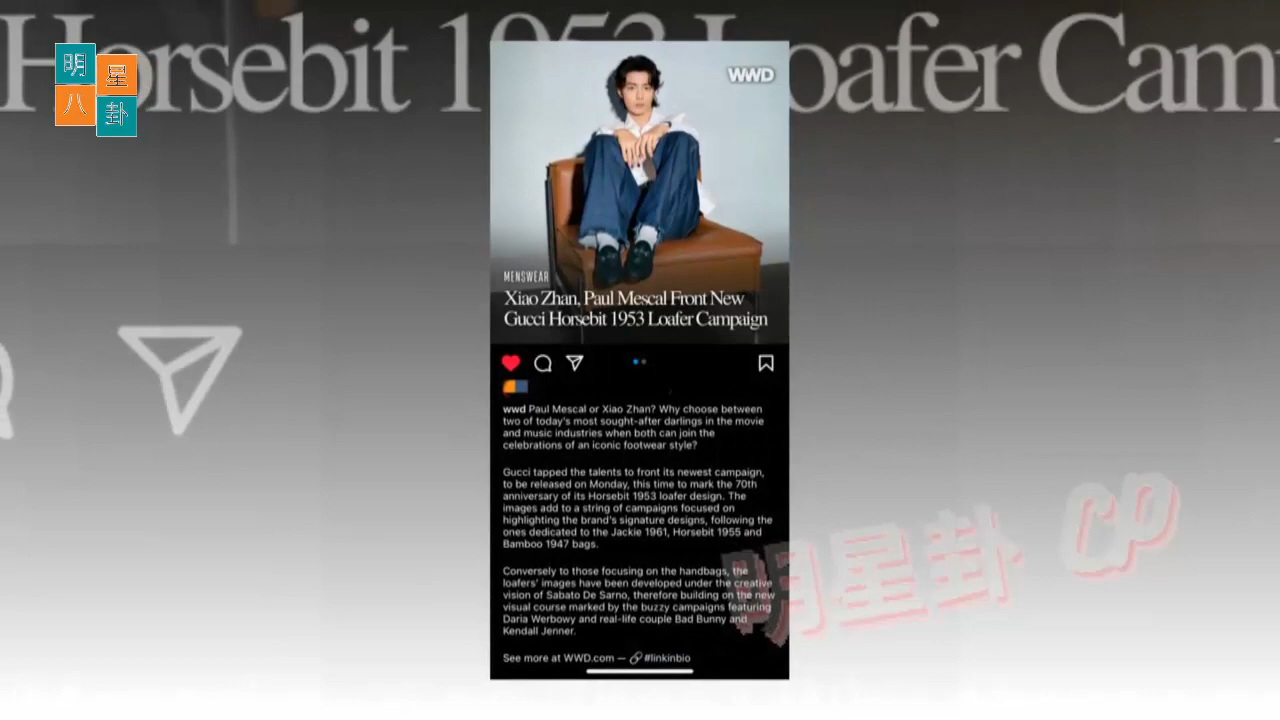 Horsebit 1953 Loafer Cam
明星
八卦
WWD
MENSWEAR
Xiao Zhan, Paul Mescal Front New
Gucci Horsebit 1953 Loafer Campaign
wwd Paul Mescal or Xiao Zhan? Why choose between
two of today's most sought-after darlings in the movie
and music industries when both can join the
celebrations of an iconic footwear style?
Gucci tapped the talents to front its newest campaign,
to be released on Monday, this time to mark the 70th
anniversary of its Horsebit 1953 loafer design. The
images add to a string of campaigns focused on
highlighting the brand's signature designs, following the
ones dedicated to the Jackie 1961, Horsebit 1955 and
Bamboo 1947 bags.
Conversely to those focusing on the handbags, the
loafers' images have been developed under the creative
vision of Sabato De Sarno, therefore building on the new
visual course marked by the buzzy campaigns featuring
Daria Werbowy and real-life couple Bad Bunny and
Kendall Jenner.
See more at WWD.com — 🔗 #linkinbio
明星卦 CP